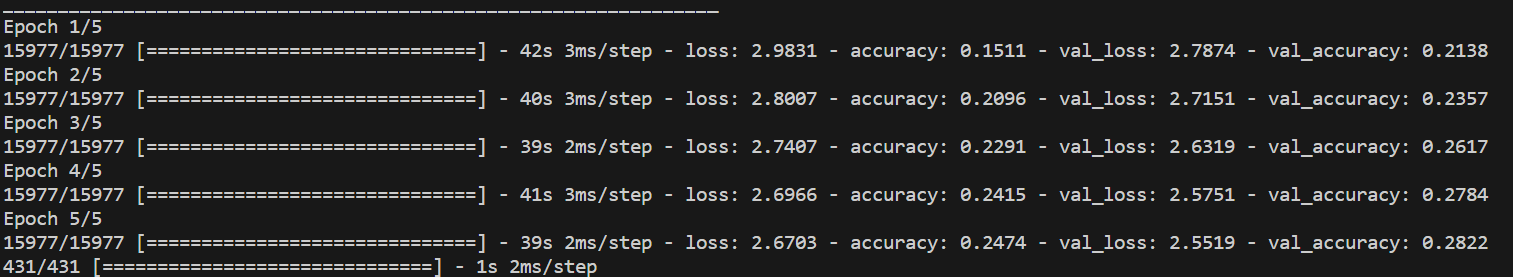 _________________________________________________________________
Epoch 1/5
15977/15977 [==============================] - 42s 3ms/step - loss: 2.9831 - accuracy: 0.1511 - val_loss: 2.7874 - val_accuracy: 0.2138
Epoch 2/5
15977/15977 [==============================] - 40s 3ms/step - loss: 2.8007 - accuracy: 0.2096 - val_loss: 2.7151 - val_accuracy: 0.2357
Epoch 3/5
15977/15977 [==============================] - 39s 2ms/step - loss: 2.7407 - accuracy: 0.2291 - val_loss: 2.6319 - val_accuracy: 0.2617
Epoch 4/5
15977/15977 [==============================] - 41s 3ms/step - loss: 2.6966 - accuracy: 0.2415 - val_loss: 2.5751 - val_accuracy: 0.2784
Epoch 5/5
15977/15977 [==============================] - 39s 2ms/step - loss: 2.6703 - accuracy: 0.2474 - val_loss: 2.5519 - val_accuracy: 0.2822
431/431 [==============================] - 1s 2ms/step